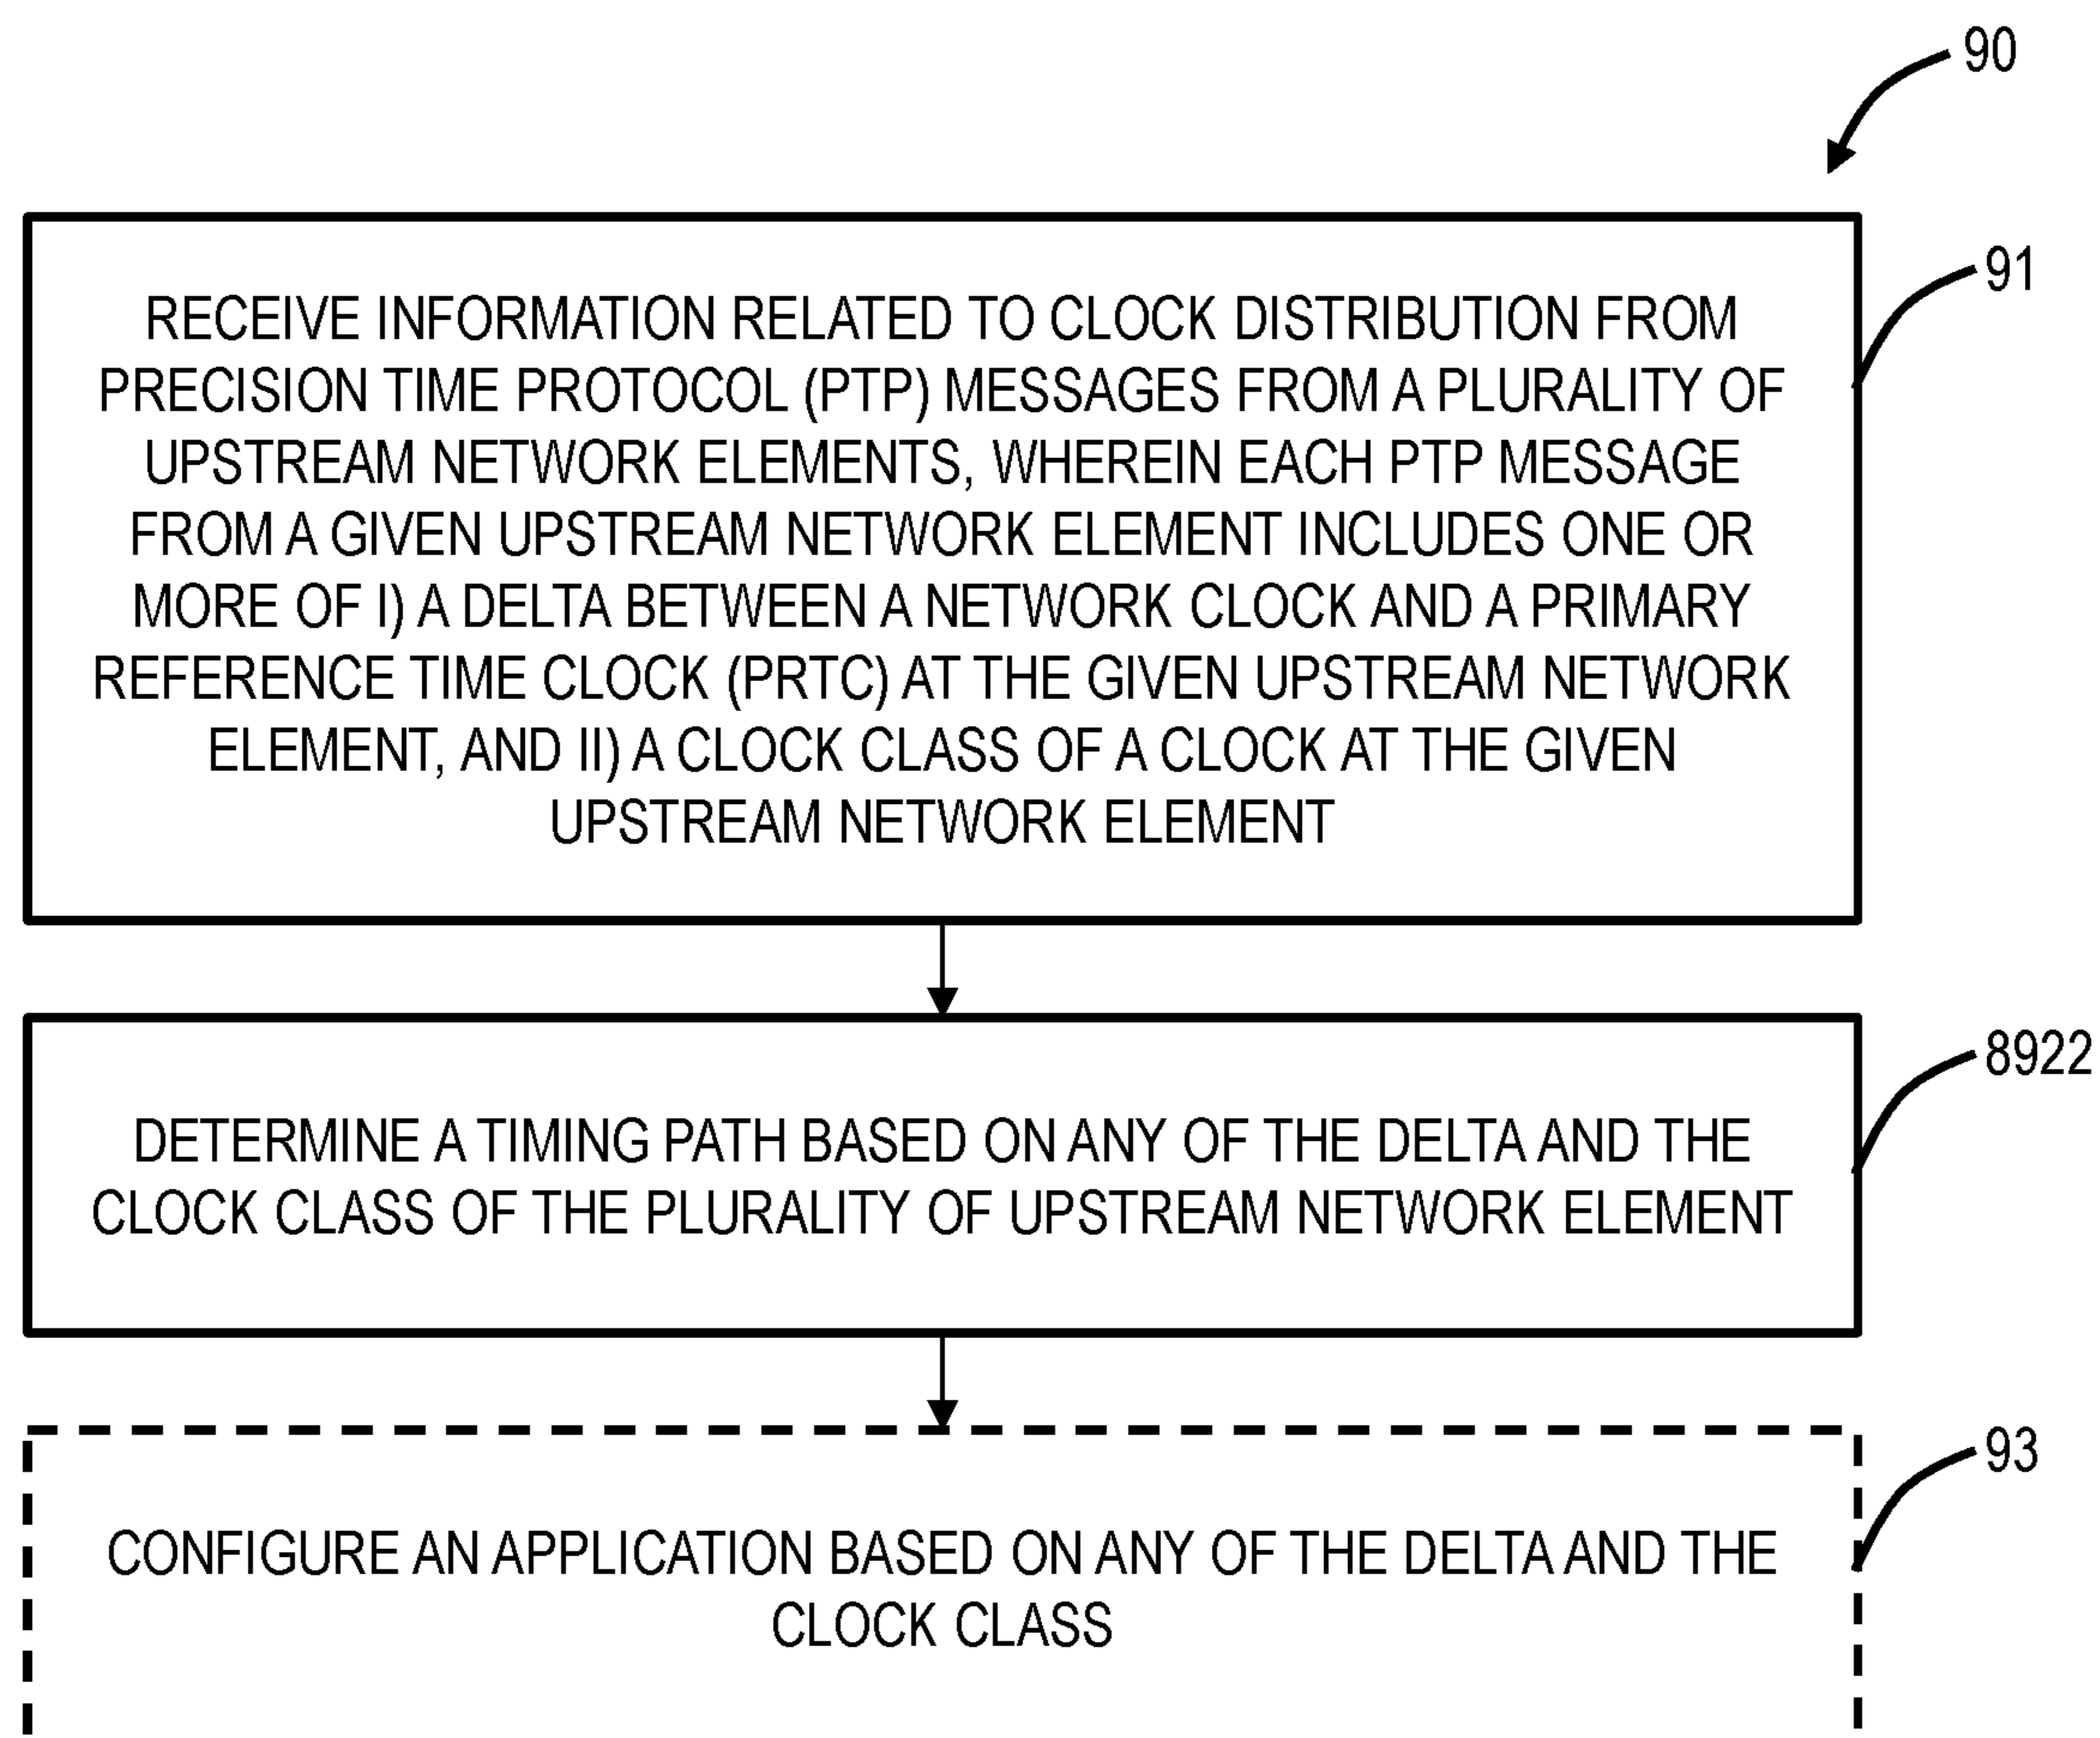 90
91
RECEIVE INFORMATION RELATED TO CLOCK DISTRIBUTION FROM
PRECISION TIME PROTOCOL (PTP) MESSAGES FROM A PLURALITY OF
UPSTREAM NETWORK ELEMENTS, WHEREIN EACH PTP MESSAGE
FROM A GIVEN UPSTREAM NETWORK ELEMENT INCLUDES ONE OR
MORE OF I) A DELTA BETWEEN A NETWORK CLOCK AND A PRIMARY
REFERENCE TIME CLOCK (PRTC) AT THE GIVEN UPSTREAM NETWORK
ELEMENT, AND II) A CLOCK CLASS OF A CLOCK AT THE GIVEN
UPSTREAM NETWORK ELEMENT
8922
DETERMINE A TIMING PATH BASED ON ANY OF THE DELTA AND THE
CLOCK CLASS OF THE PLURALITY OF UPSTREAM NETWORK ELEMENT
93
CONFIGURE AN APPLICATION BASED ON ANY OF THE DELTA AND THE
CLOCK CLASS